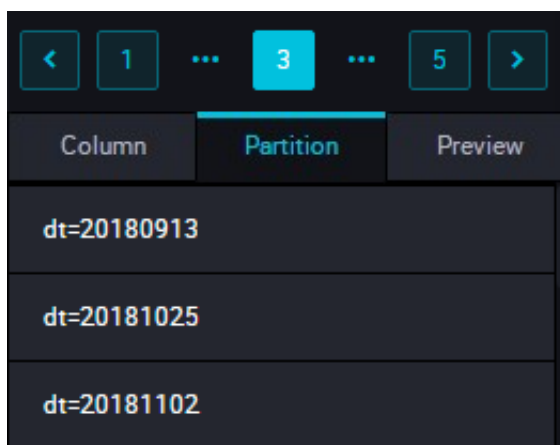 < 1 ... 3 ... 5 >
Column Partition Preview
dt=20180913
dt=20181025
dt=20181102